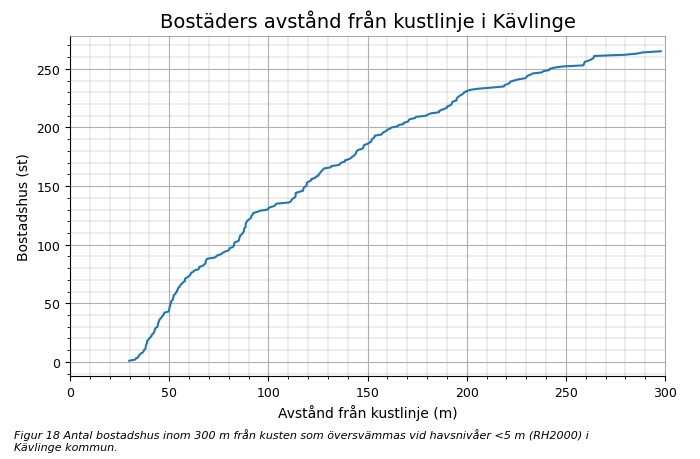 Bostäders avstånd från kustlinje i Kävlinge
Bostadshus (st)
250
200
150
100
50
0
0 50 100 150 200 250 300
Avstånd från kustlinje (m)
Figur 18 Antal bostadshus inom 300 m från kusten som översvämmas vid havsnivåer <5 m (RH2000) i
Kävlinge kommun.